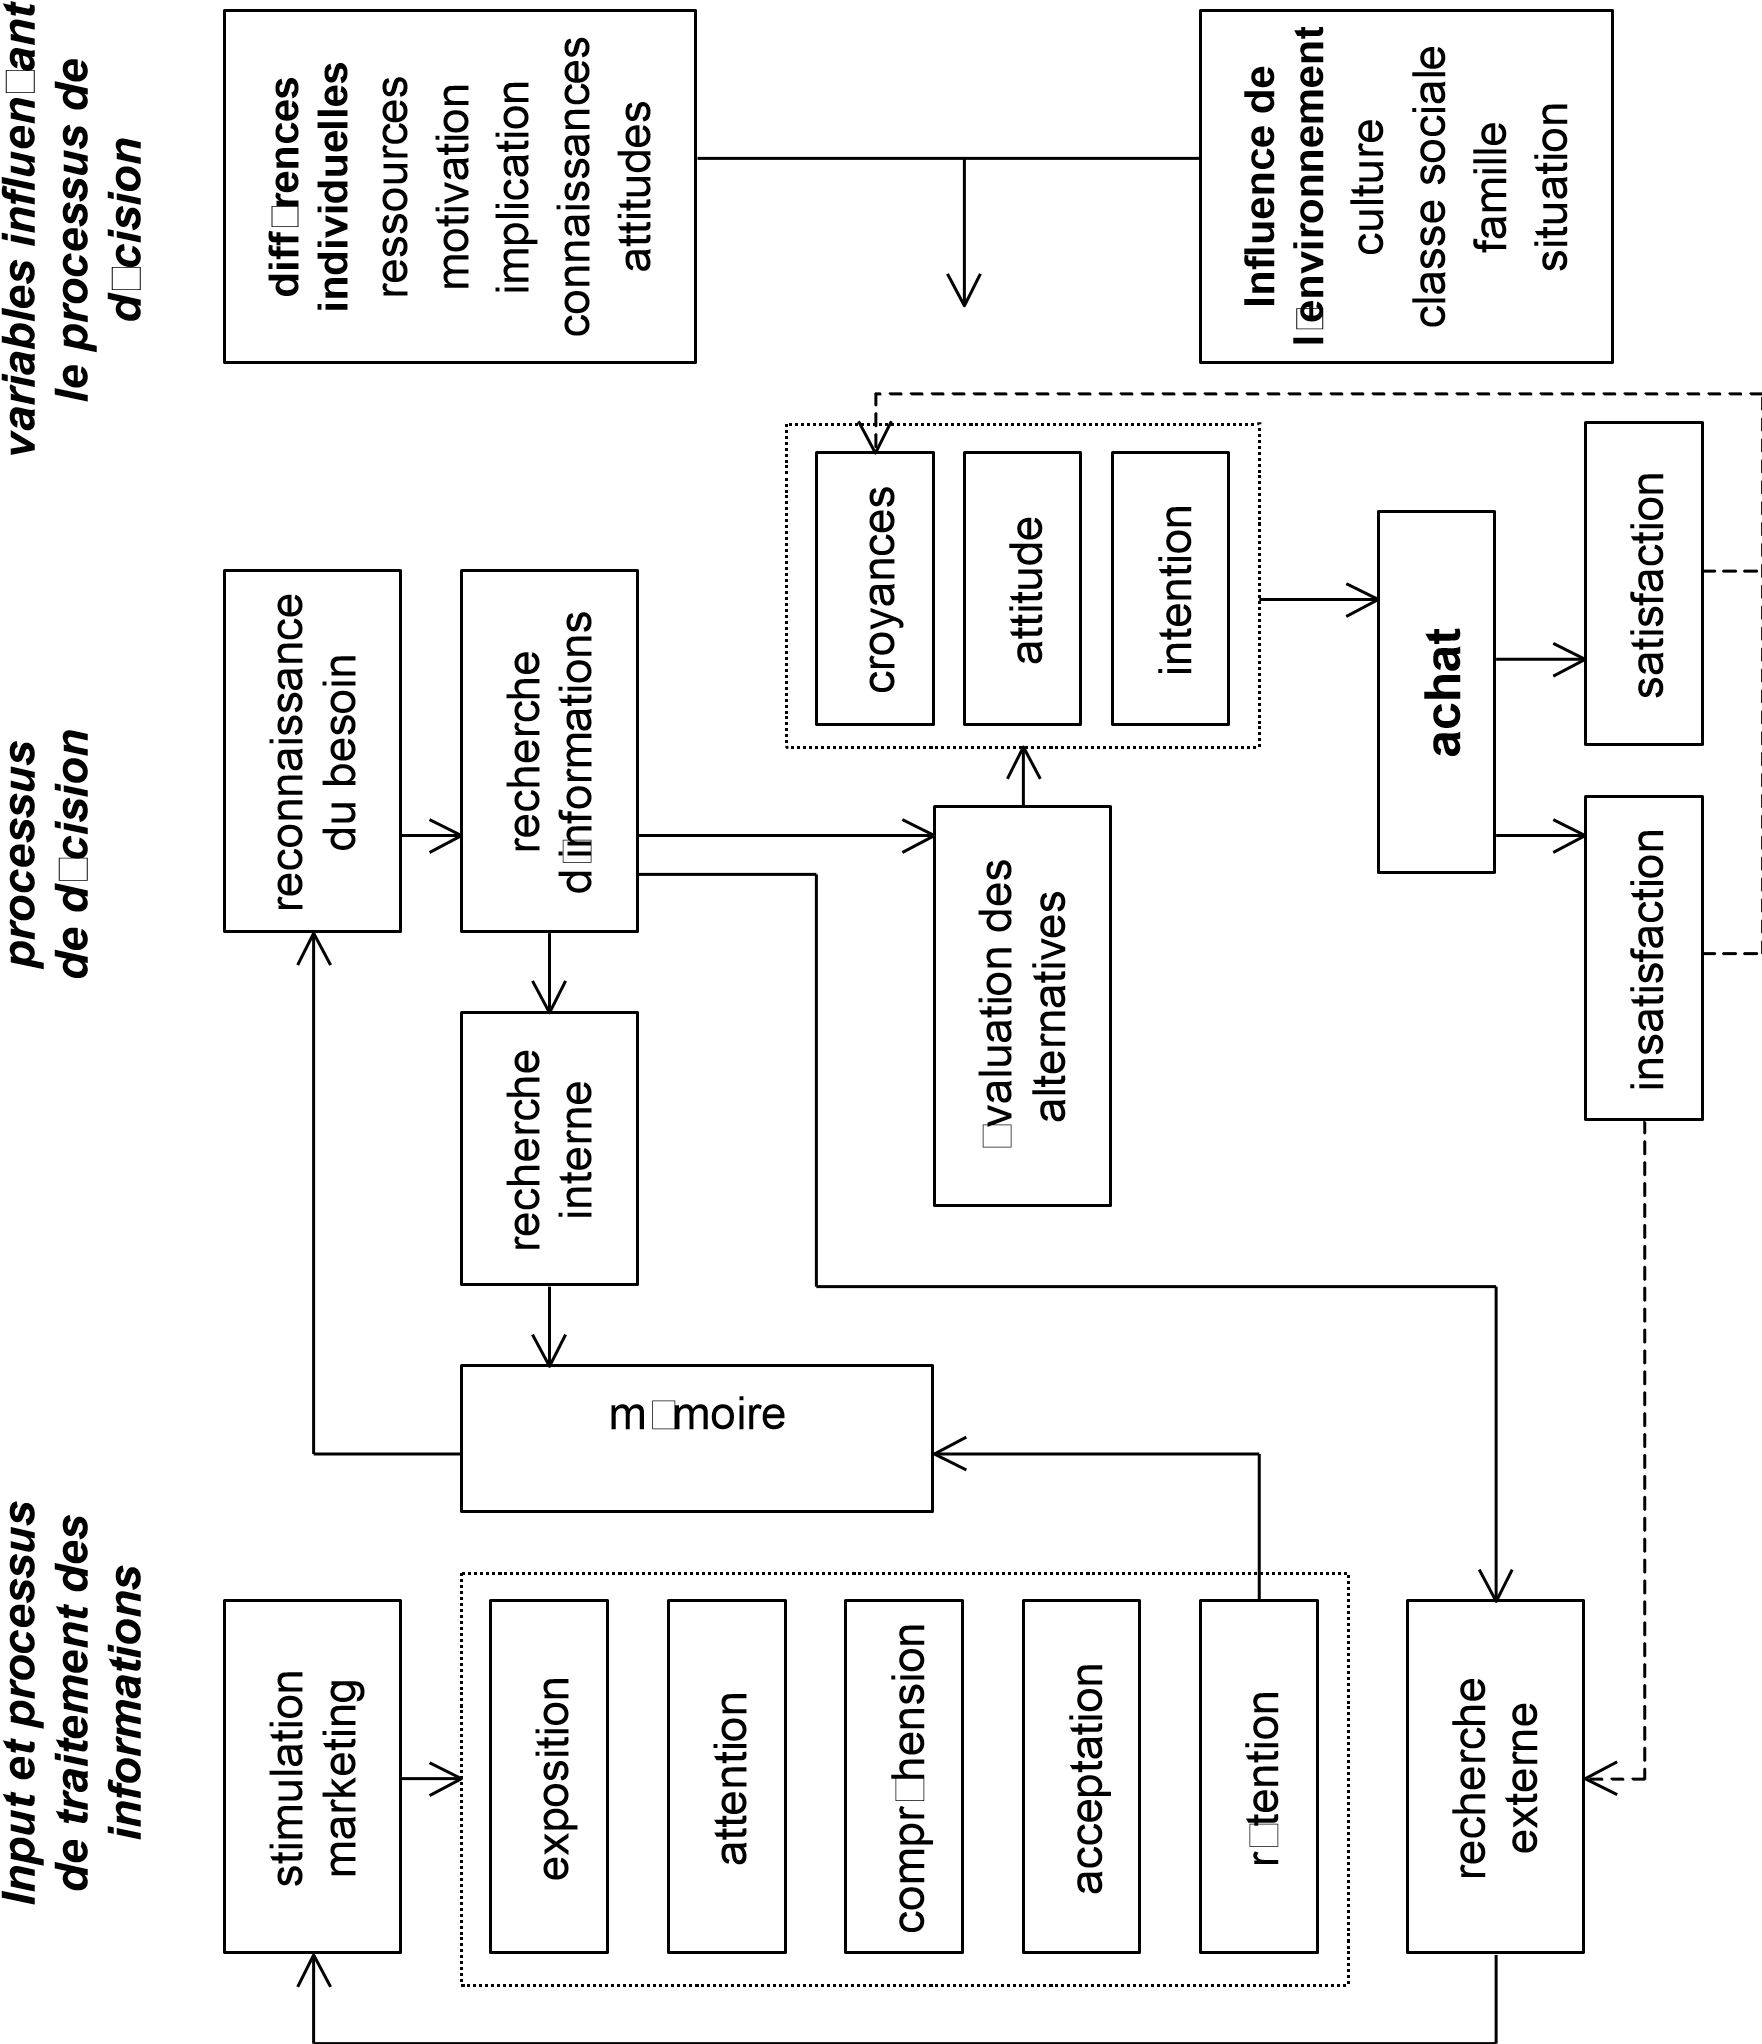 Input et processus
de traitement des
informations
stimulation
marketing
exposition
attention
compr□hension
acceptation
r□tention
recherche
externe
m□moire
processus
de d□cision
reconnaissance
du besoin
recherche
d□informations
recherche
interne
□valuation des
alternatives
croyances
attitude
intention
achat
insatisfaction
satisfaction
variables influen□ant
le processus de
d□cision
diff□rences
individuelles
ressources
motivation
implication
connaissances
attitudes
Influence de
l□environnement
culture
classe sociale
famille
situation